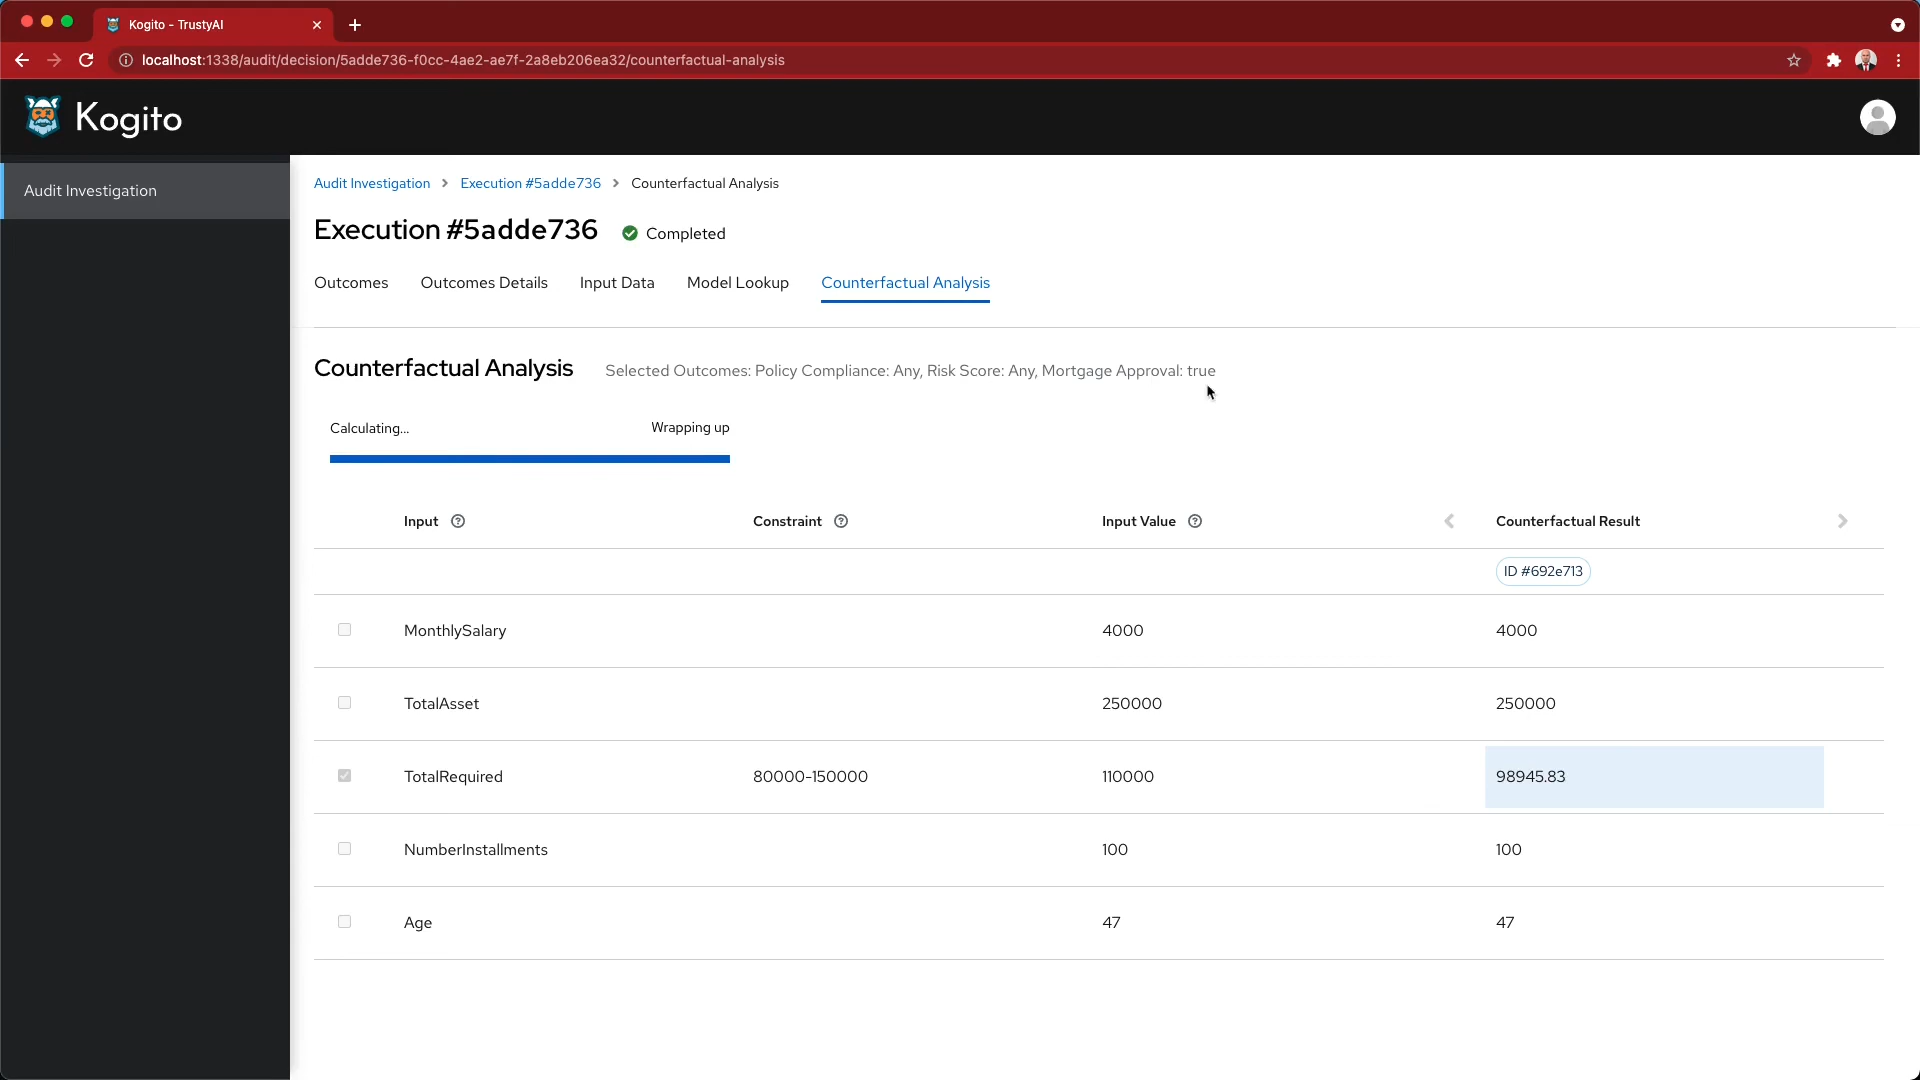 Kogito - TrustyAI
localhost:1338/audit/decision/5adde736-f0cc-4ae2-ae7f-2a8eb206ea32/counterfactual-analysis
Kogito
Audit Investigation
Audit Investigation > Execution #5adde736 > Counterfactual Analysis
Execution #5adde736 Completed
Outcomes Outcomes Details Input Data Model Lookup Counterfactual Analysis
Counterfactual Analysis Selected Outcomes: Policy Compliance: Any, Risk Score: Any, Mortgage Approval: true
Calculating... Wrapping up
Input Constraint Input Value Counterfactual Result
ID #692e713
MonthlySalary 4000 4000
TotalAsset 250000 250000
TotalRequired 80000-150000 110000 98945.83
NumberInstallments 100 100
Age 47 47